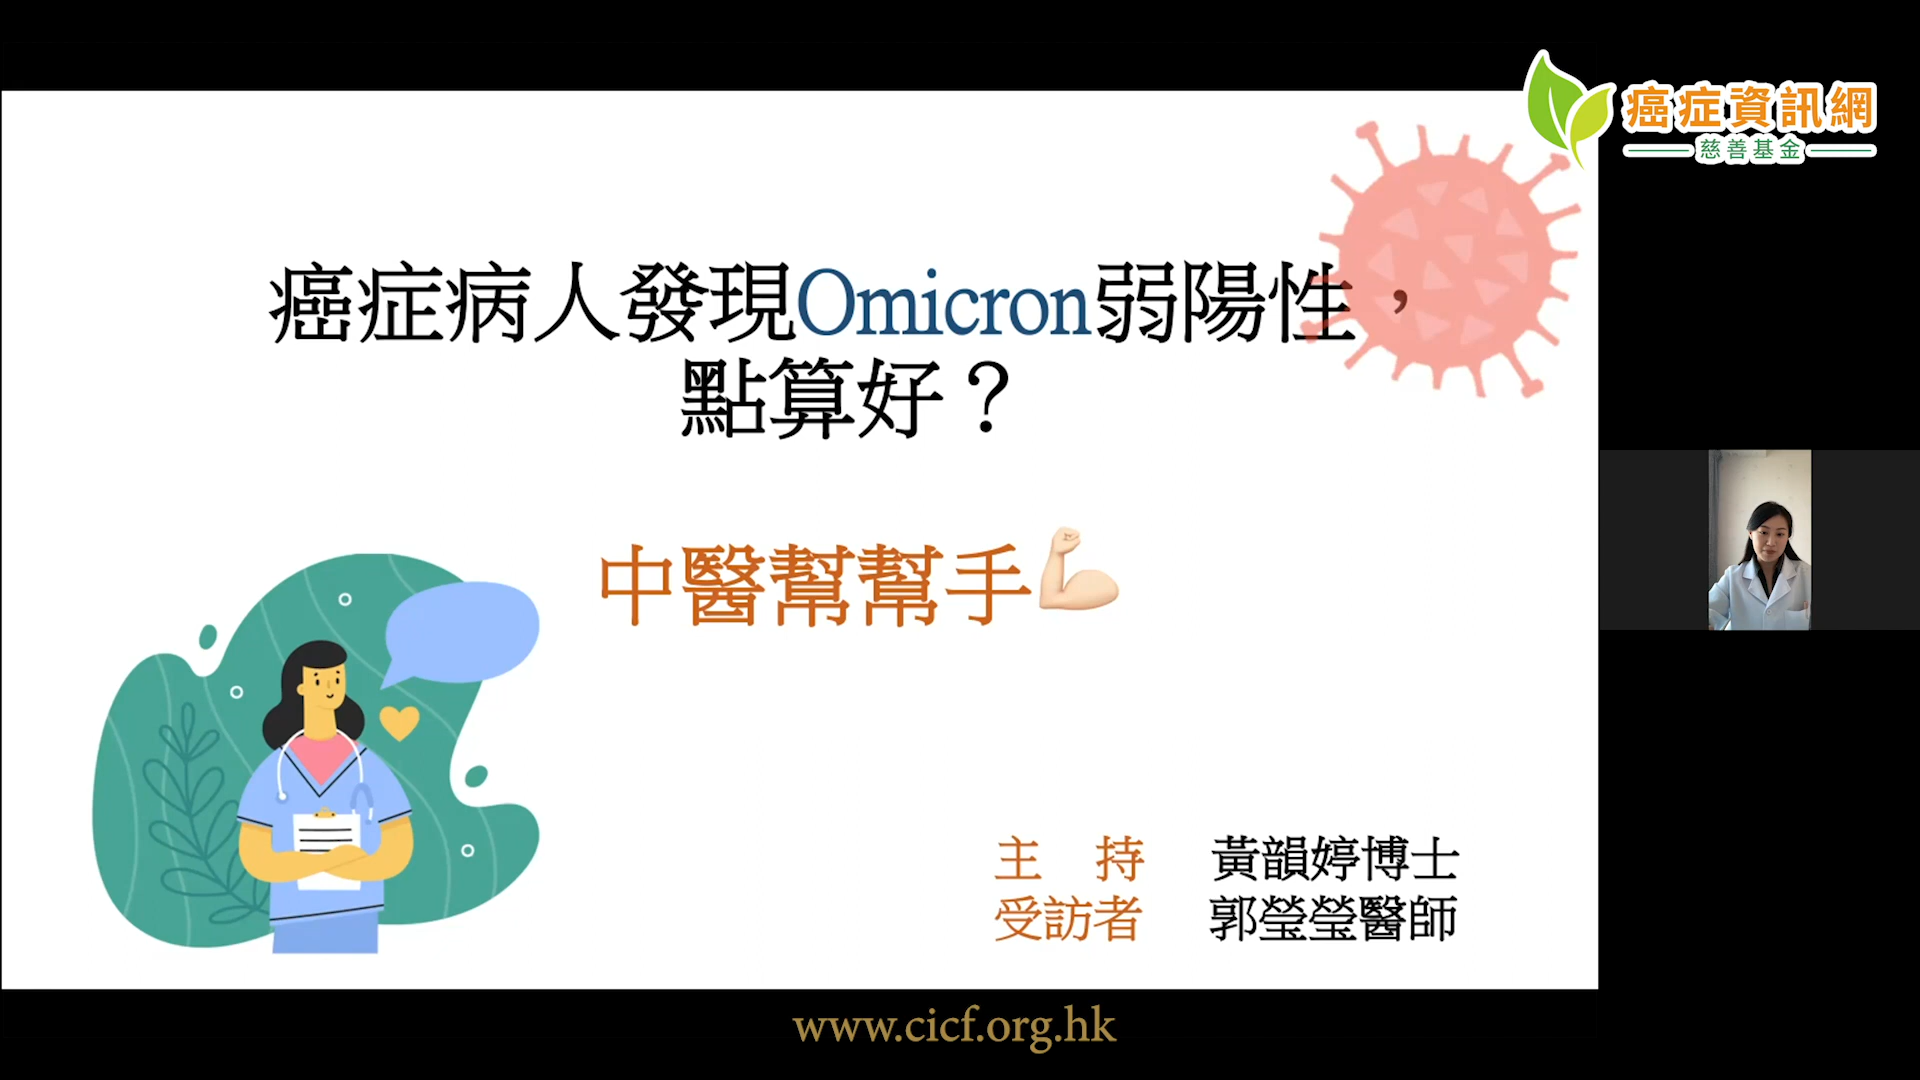 癌症資訊網
慈善基金
癌症病人發現Omicron弱陽性，
點算好？
中醫幫幫手
主 持 黃韻婷博士
受訪者 郭瑩瑩醫師
www.cicf.org.hk